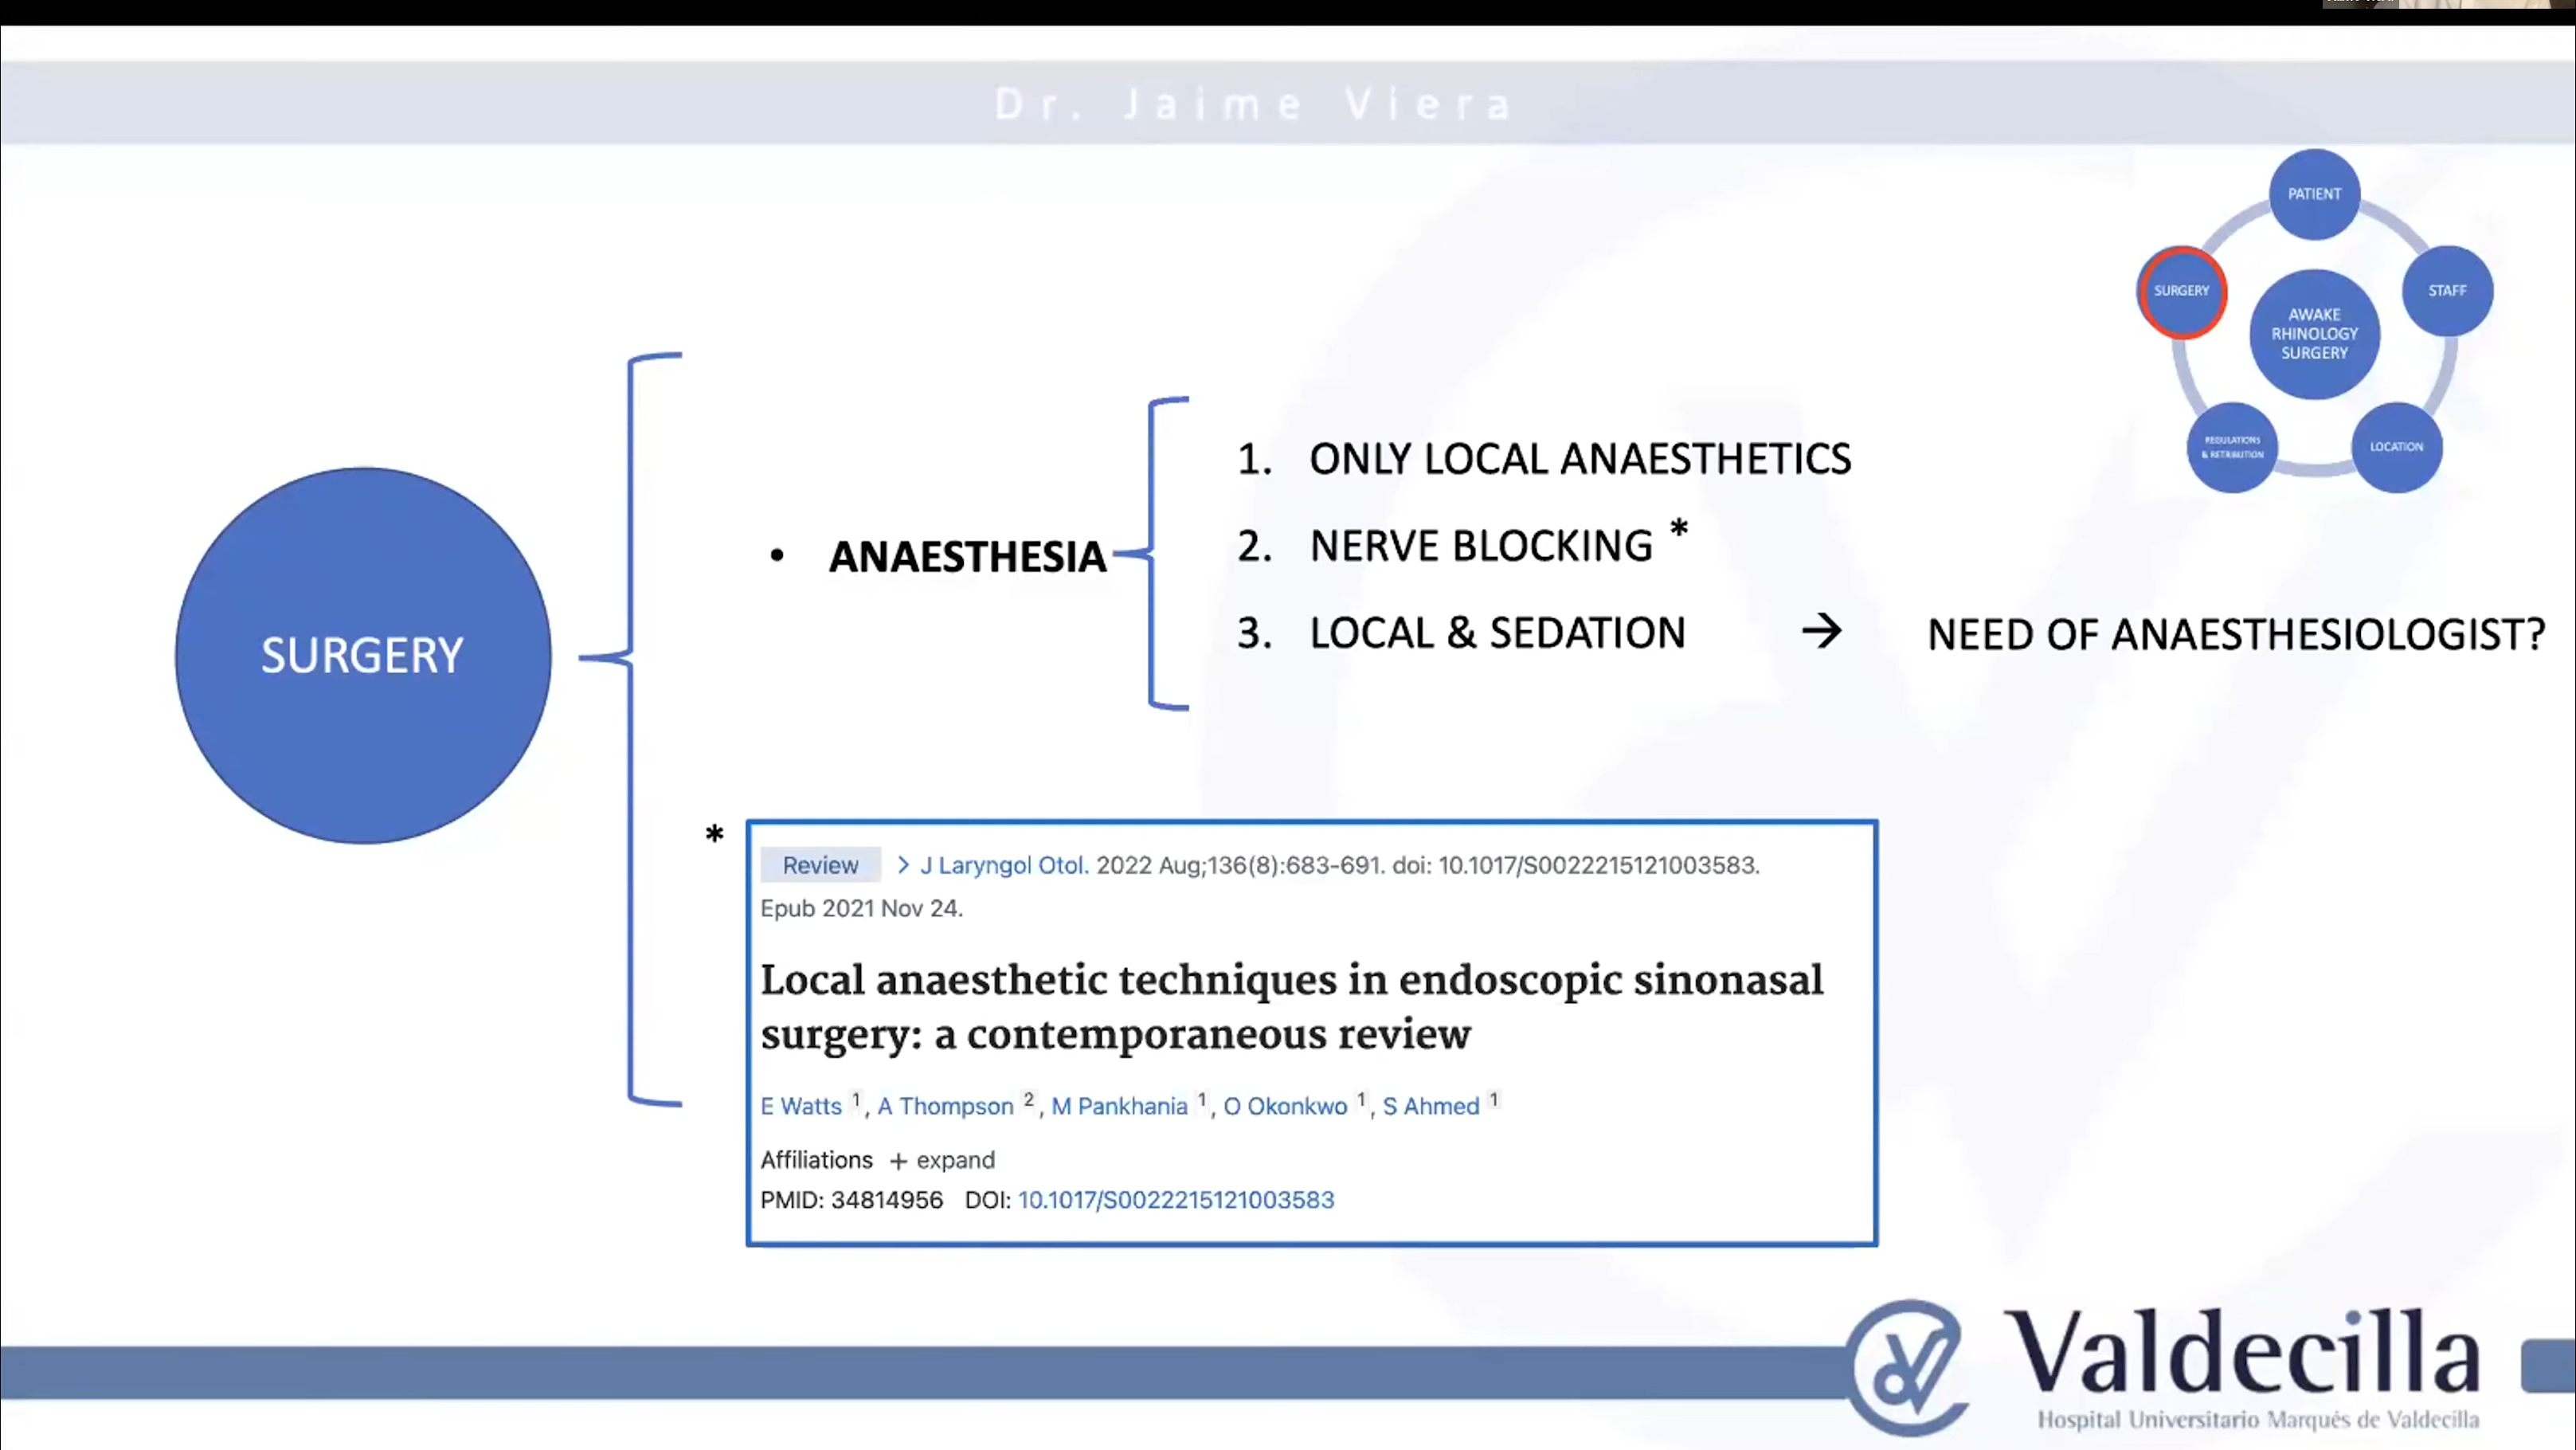 Dr. Jaime Viera
PATIENT
SURGERY
STAFF
AWAKE
RHINOLOGY
SURGERY
REGULATIONS
& RETRIBUTION
LOCATION
SURGERY
• ANAESTHESIA
1. ONLY LOCAL ANAESTHETICS
2. NERVE BLOCKING *
3. LOCAL & SEDATION → NEED OF ANAESTHESIOLOGIST?
*
Review > J Laryngol Otol. 2022 Aug;136(8):683-691. doi: 10.1017/S0022215121003583.
Epub 2021 Nov 24.
Local anaesthetic techniques in endoscopic sinonasal
surgery: a contemporaneous review
E Watts 1, A Thompson 2, M Pankhania 1, O Okonkwo 1, S Ahmed 1
Affiliations + expand
PMID: 34814956 DOI: 10.1017/S0022215121003583
Valdecilla
Hospital Universitario Marqués de Valdecilla